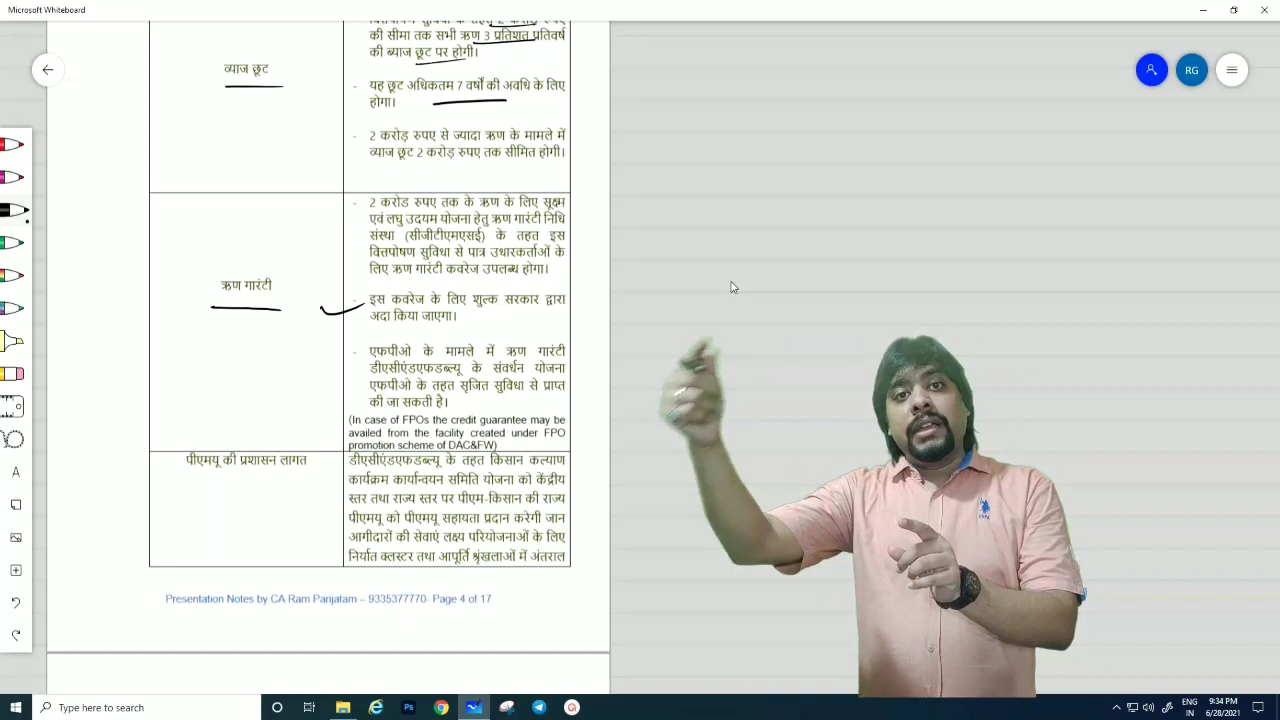 Microsoft Whiteboard
RG
की सीमा तक सभी ऋण 3 प्रतिशत प्रतिवर्ष
की ब्याज छूट पर होगी।
व्याज छूट
- यह छूट अधिकतम 7 वर्षों की अवधि के लिए
होगा।
- 2 करोड़ रुपए से ज्यादा ऋण के मामले में
व्याज छूट 2 करोड़ रुपए तक सीमित होगी।
- 2 करोड रुपए तक के ऋण के लिए सूक्ष्म
एवं लघु उदयम योजना हेतु ऋण गारंटी निधि
संस्था (सीजीटीएमएसई) के तहत इस
वित्तपोषण सुविधा से पात्र उधारकर्ताओं के
लिए ऋण गारंटी कवरेज उपलब्ध होगा।
ऋण गारंटी
- इस कवरेज के लिए शुल्क सरकार द्वारा
अदा किया जाएगा।
- एफपीओ के मामले में ऋण गारंटी
डीएसीएंडएफडब्ल्यू के संवर्धन योजना
एफपीओ के तहत सृजित सुविधा से प्राप्त
की जा सकती है।
(In case of FPOs the credit guarantee may be
availed from the facility created under FPO
promotion scheme of DAC&FW)
पीएमयू की प्रशासन लागत
डीएसीएंडएफडब्ल्यू के तहत किसान कल्याण
कार्यक्रम कार्यान्वयन समिति योजना को केंद्रीय
स्तर तथा राज्य स्तर पर पीएम-किसान की राज्य
पीएमयू को पीएमयू सहायता प्रदान करेगी जान
आगीदारों की सेवाएं लक्ष्य परियोजनाओं के लिए
निर्यात क्लस्टर तथा आपूर्ति श्रृंखलाओं में अंतराल
Presentation Notes by CA Ram Panjatam – 9335377770- Page 4 of 17
Type here to search
ENG
IN
9:34 PM
6/28/2021